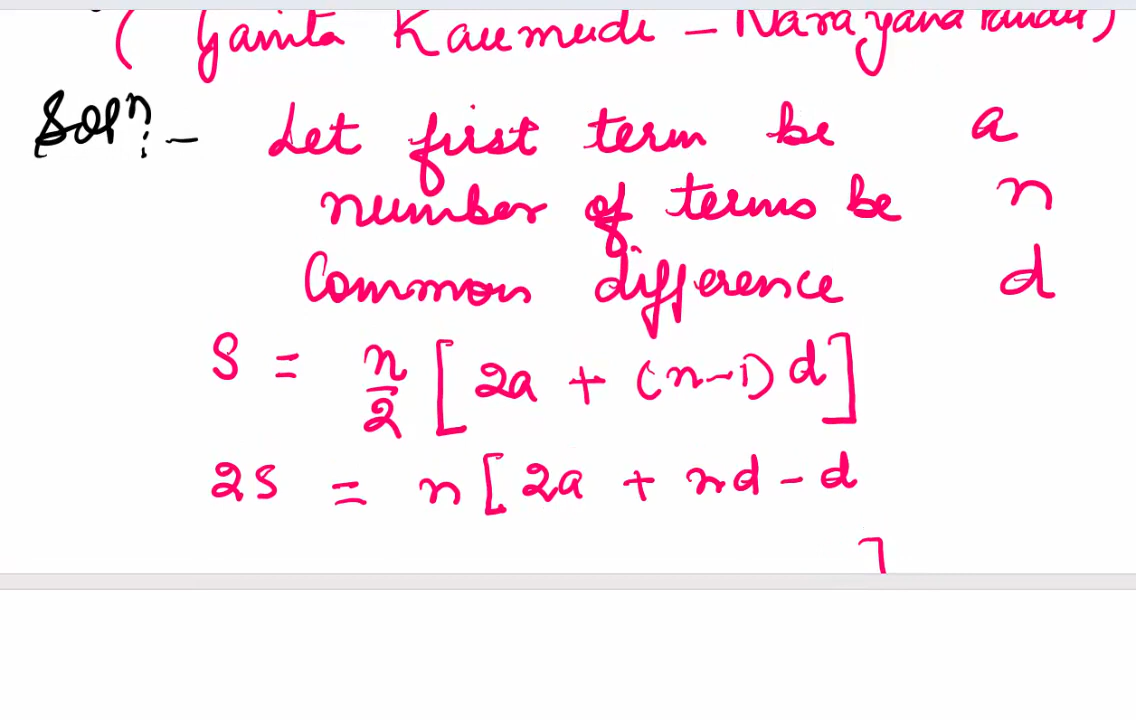 ( Ganita Kaumudi - Narayana Pandit)
Soln:- Let first term be a
number of terms be n
Common difference d
S = n/2 [ 2a + (n-1) d ]
2S = n [ 2a + nd - d
]